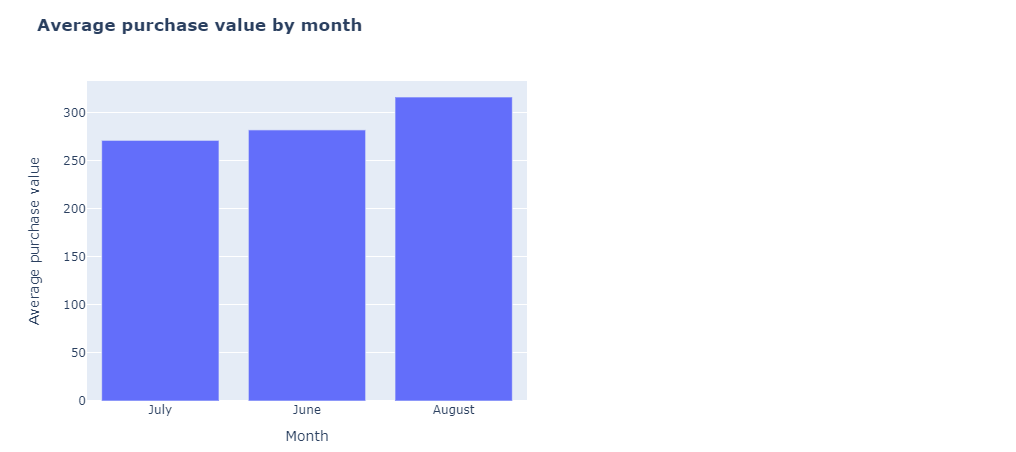 Average purchase value by month
Average purchase value
300
250
200
150
100
50
0
July June August
Month